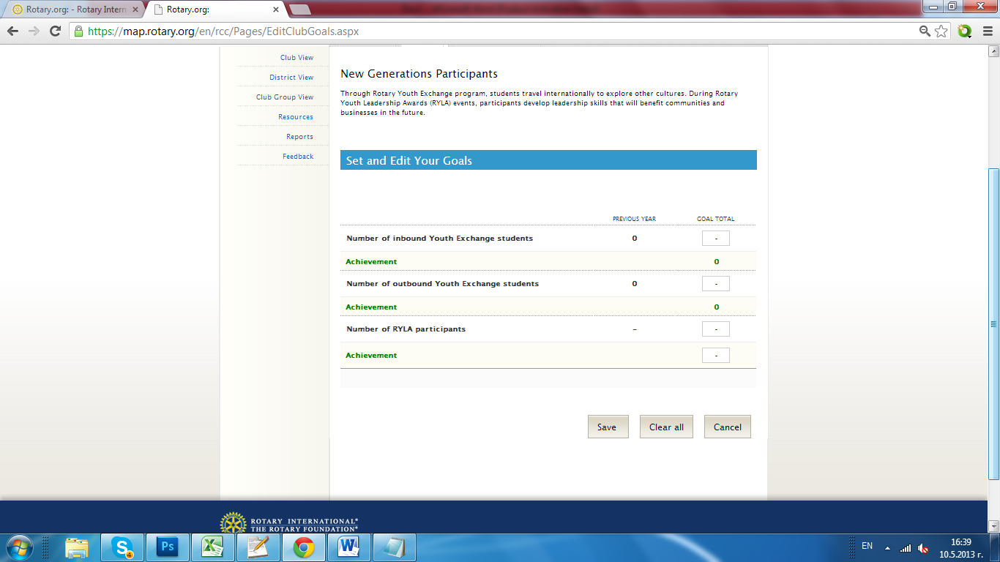 Rotary.org: - Rotary Intern
Rotary.org:
https://map.rotary.org/en/rcc/Pages/EditClubGoals.aspx
Club View
District View
Club Group View
Resources
Reports
Feedback
New Generations Participants
Through Rotary Youth Exchange program, students travel internationally to explore other cultures. During Rotary
Youth Leadership Awards (RYLA) events, participants develop leadership skills that will benefit communities and
businesses in the future.
Set and Edit Your Goals
PREVIOUS YEAR GOAL TOTAL
Number of inbound Youth Exchange students 0 -
Achievement 0
Number of outbound Youth Exchange students 0 -
Achievement 0
Number of RYLA participants - -
Achievement -
Save Clear all Cancel
ROTARY INTERNATIONAL®
THE ROTARY FOUNDATION®
S 4 Ps X W
EN
16:39
10.5.2013 г.